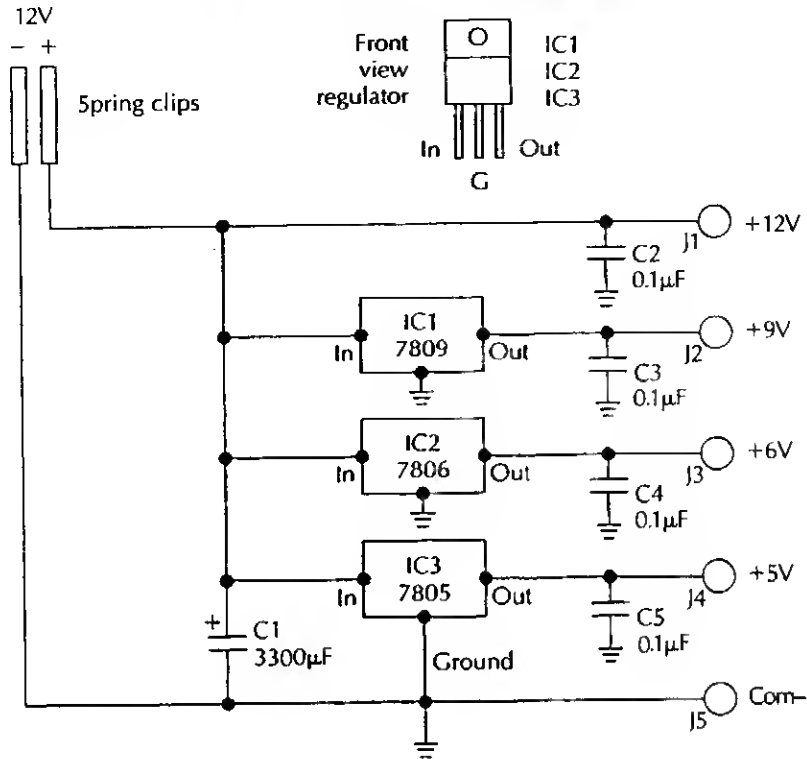 12V
– +
5pring clips
Front
view
regulator
IC1
IC2
IC3
In
Out
G
+12V
J1
C2
0.1µF
IC1
7809
In
Out
+9V
J2
C3
0.1µF
IC2
7806
In
Out
+6V
J3
C4
0.1µF
IC3
7805
In
Out
+5V
J4
C5
0.1µF
+
C1
3300µF
Ground
Com–
J5